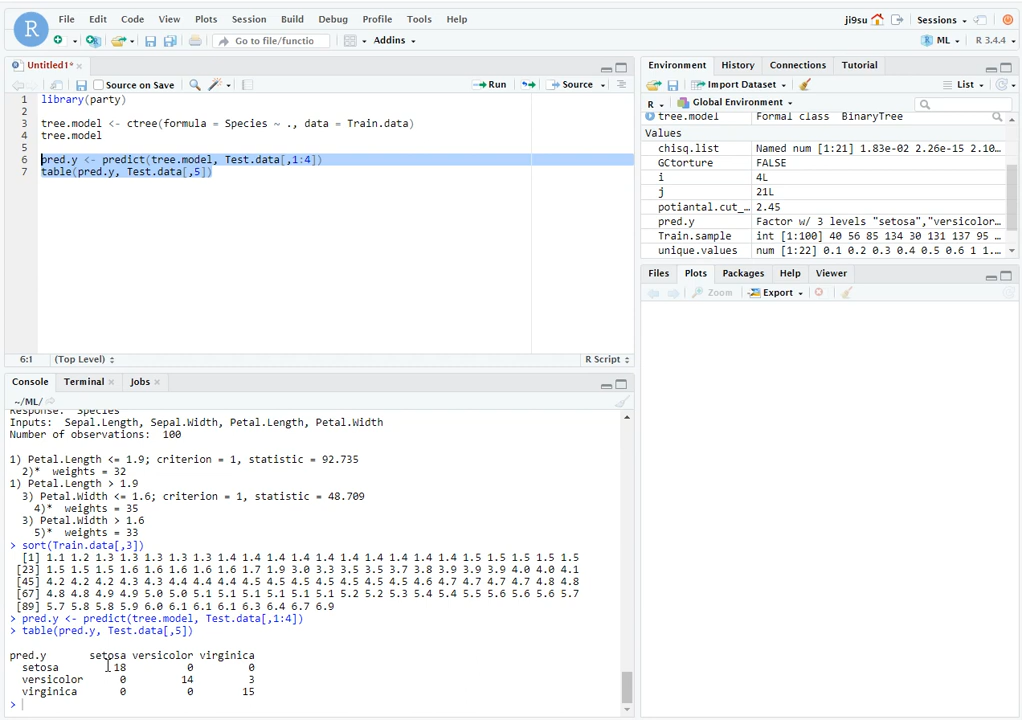 File Edit Code View Plots Session Build Debug Profile Tools Help
ji9su Sessions
Go to file/functio Addins
ML R 3.4.4
Untitled1*
Source on Save Run Source
1 library(party)
2
3 tree.model <- ctree(formula = Species ~ ., data = Train.data)
4 tree.model
5
6 pred.y <- predict(tree.model, Test.data[,1:4])
7 table(pred.y, Test.data[,5])
6:1 (Top Level) R Script
Environment History Connections Tutorial
Import Dataset List
R Global Environment
tree.model Formal class BinaryTree
Values
chisq.list Named num [1:21] 1.83e-02 2.26e-15 2.10…
GCtorture FALSE
i 4L
j 21L
potiantal.cut_… 2.45
pred.y Factor w/ 3 levels "setosa","versicolor…
Train.sample int [1:100] 40 56 85 134 30 131 137 95 …
unique.values num [1:22] 0.1 0.2 0.3 0.4 0.5 0.6 1 1.…
Files Plots Packages Help Viewer
Zoom Export
Console Terminal Jobs
~/ML/
Response: Species
Inputs: Sepal.Length, Sepal.Width, Petal.Length, Petal.Width
Number of observations: 100
1) Petal.Length <= 1.9; criterion = 1, statistic = 92.735
2)* weights = 32
1) Petal.Length > 1.9
3) Petal.Width <= 1.6; criterion = 1, statistic = 48.709
4)* weights = 35
3) Petal.Width > 1.6
5)* weights = 33
> sort(Train.data[,3])
[1] 1.1 1.2 1.3 1.3 1.3 1.3 1.3 1.4 1.4 1.4 1.4 1.4 1.4 1.4 1.4 1.4 1.4 1.5 1.5 1.5 1.5 1.5
[23] 1.5 1.5 1.5 1.6 1.6 1.6 1.6 1.7 1.9 3.0 3.3 3.5 3.5 3.7 3.8 3.9 3.9 3.9 4.0 4.0 4.1
[45] 4.2 4.2 4.2 4.3 4.3 4.4 4.4 4.5 4.5 4.5 4.5 4.5 4.5 4.6 4.7 4.7 4.7 4.7 4.8 4.8
[67] 4.8 4.8 4.9 4.9 5.0 5.0 5.1 5.1 5.1 5.1 5.1 5.2 5.2 5.3 5.4 5.4 5.5 5.6 5.6 5.6 5.7
[89] 5.7 5.8 5.8 5.9 6.0 6.1 6.1 6.1 6.3 6.4 6.7 6.9
> pred.y <- predict(tree.model, Test.data[,1:4])
> table(pred.y, Test.data[,5])
pred.y setosa versicolor virginica
setosa 18 0 0
versicolor 0 14 3
virginica 0 0 15
>